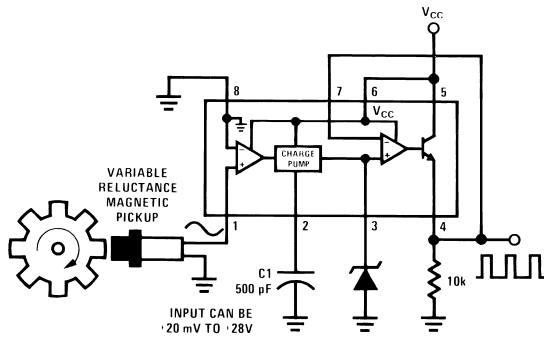 VCC
8
7
6
5
VCC
CHARGE
PUMP
VARIABLE
RELUCTANCE
MAGNETIC
PICKUP
1
2
3
4
C1
500 pF
10k
INPUT CAN BE
20 mV TO 28V